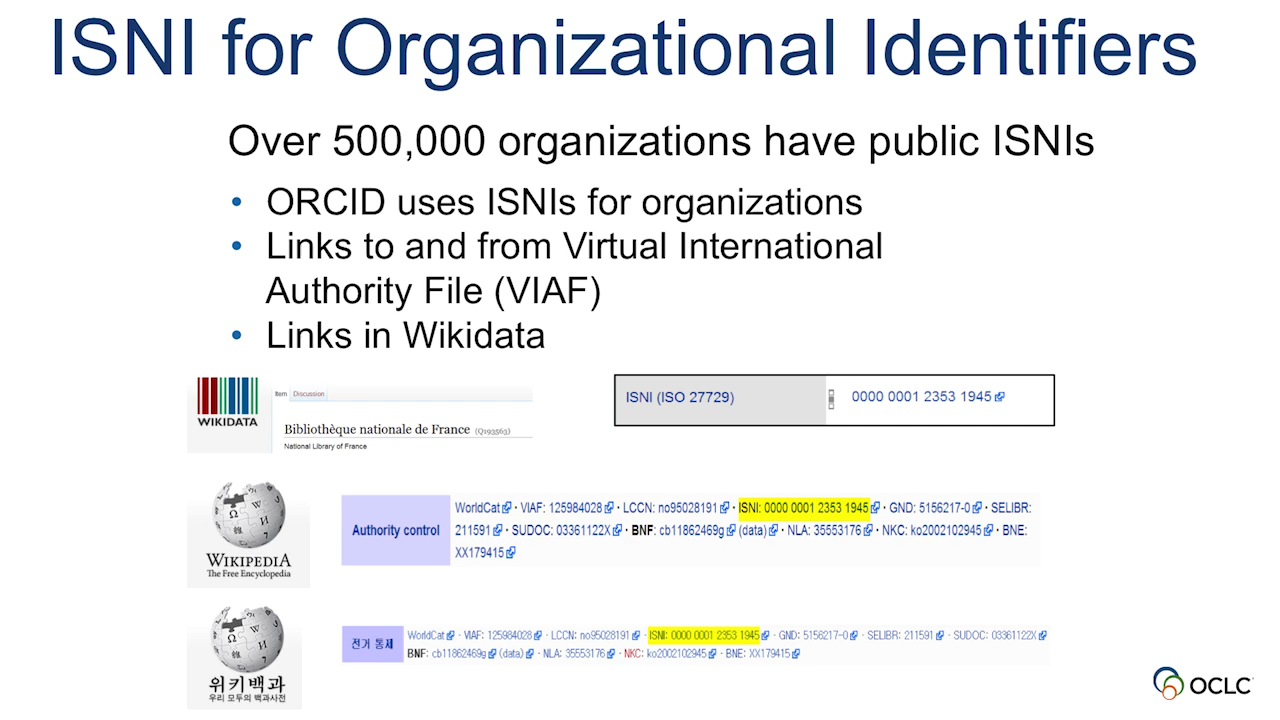 ISNI for Organizational Identifiers
Over 500,000 organizations have public ISNIs
• ORCID uses ISNIs for organizations
• Links to and from Virtual International
Authority File (VIAF)
• Links in Wikidata
WIKIDATA
Item Discussion
Bibliothèque nationale de France (Q193563)
National Library of France
ISNI (ISO 27729) 0000 0001 2353 1945
WIKIPEDIA
The Free Encyclopedia
Authority control
WorldCat · VIAF: 125984028 · LCCN: no95028191 · ISNI: 0000 0001 2353 1945 · GND: 5156217-0 · SELIBR:
211591 · SUDOC: 03361122X · BNF: cb11862469g (data) · NLA: 35553176 · NKC: ko2002102945 · BNE:
XX179415
위키백과
우리 모두의 백과사전
전거 통제
WorldCat · VIAF: 125984028 · LCCN: no95028191 · ISNI: 0000 0001 2353 1945 · GND: 5156217-0 · SELIBR: 211591 · SUDOC: 03361122X
BNF: cb11862469g (data) · NLA: 35553176 · NKC: ko2002102945 · BNE: XX179415
OCLC